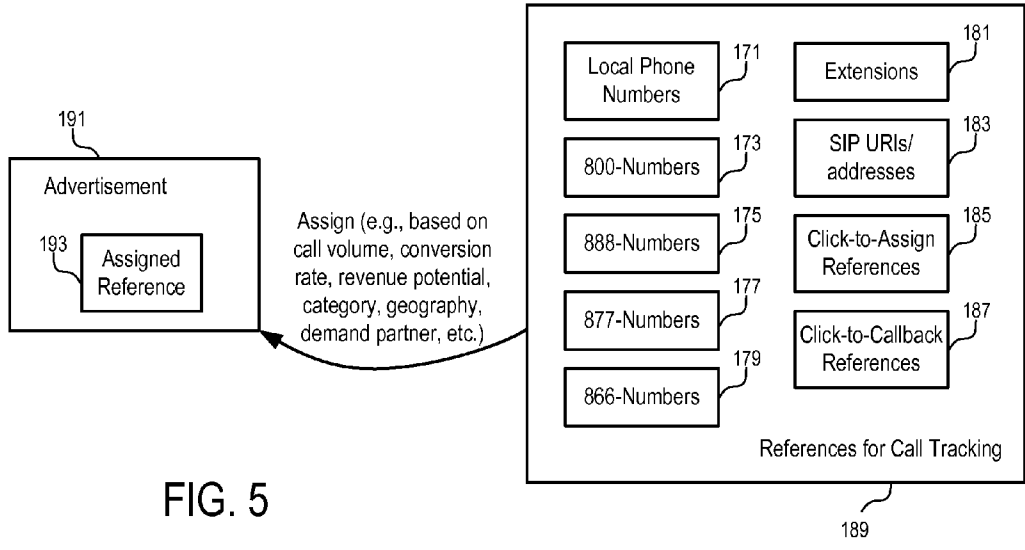 191
Advertisement
193
Assigned
Reference
Assign (e.g., based on
call volume, conversion
rate, revenue potential,
category, geography,
demand partner, etc.)
Local Phone
Numbers
171
800-Numbers
173
888-Numbers
175
877-Numbers
177
866-Numbers
179
Extensions
181
SIP URIs/
addresses
183
Click-to-Assign
References
185
Click-to-Callback
References
187
References for Call Tracking
189
FIG. 5